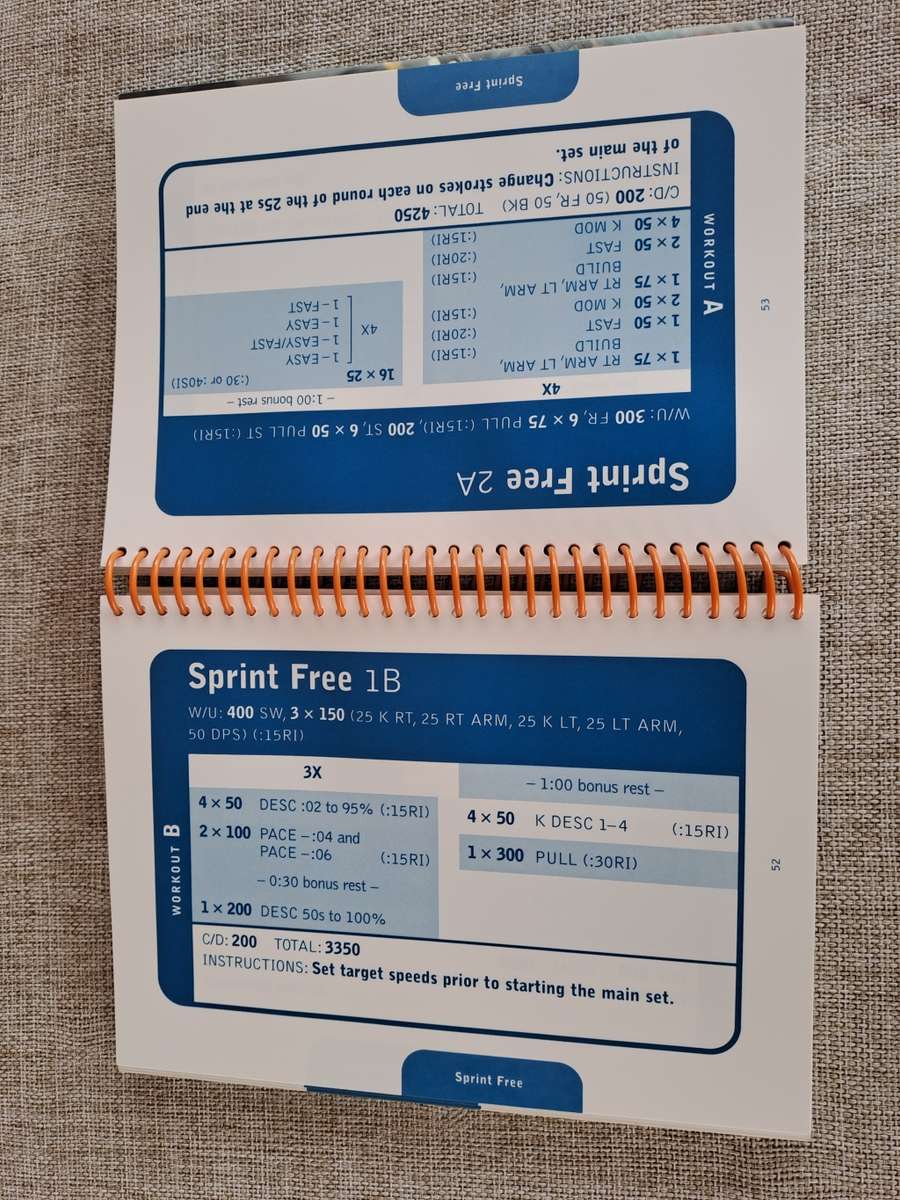 Sprint Free
Sprint Free 2A
W/U: 300 FR, 6 × 75 PULL (:15RI), 200 ST, 6 × 50 PULL ST (:15RI)
4X
1 × 75 RT ARM, LT ARM, (:15RI)
BUILD
1 × 50 FAST (:20RI)
2 × 50 K MOD (:15RI)
1 × 75 RT ARM, LT ARM, (:15RI)
BUILD
2 × 50 FAST (:20RI)
4 × 50 K MOD (:15RI)
– 1:00 bonus rest –
16 × 25 (:30 or :40SI)
4X
1 – EASY
1 – EASY/FAST
1 – EASY
1 – FAST
C/D: 200 (50 FR, 50 BK) TOTAL: 4250
INSTRUCTIONS: Change strokes on each round of the 25s at the end
of the main set.
WORKOUT A
53
Sprint Free 1B
W/U: 400 SW, 3 × 150 (25 K RT, 25 RT ARM, 25 K LT, 25 LT ARM,
50 DPS) (:15RI)
3X
4 × 50 DESC :02 to 95% (:15RI)
2 × 100 PACE –:04 and
PACE –:06 (:15RI)
– 0:30 bonus rest –
1 × 200 DESC 50s to 100%
– 1:00 bonus rest –
4 × 50 K DESC 1–4 (:15RI)
1 × 300 PULL (:30RI)
C/D: 200 TOTAL: 3350
INSTRUCTIONS: Set target speeds prior to starting the main set.
WORKOUT B
52
Sprint Free